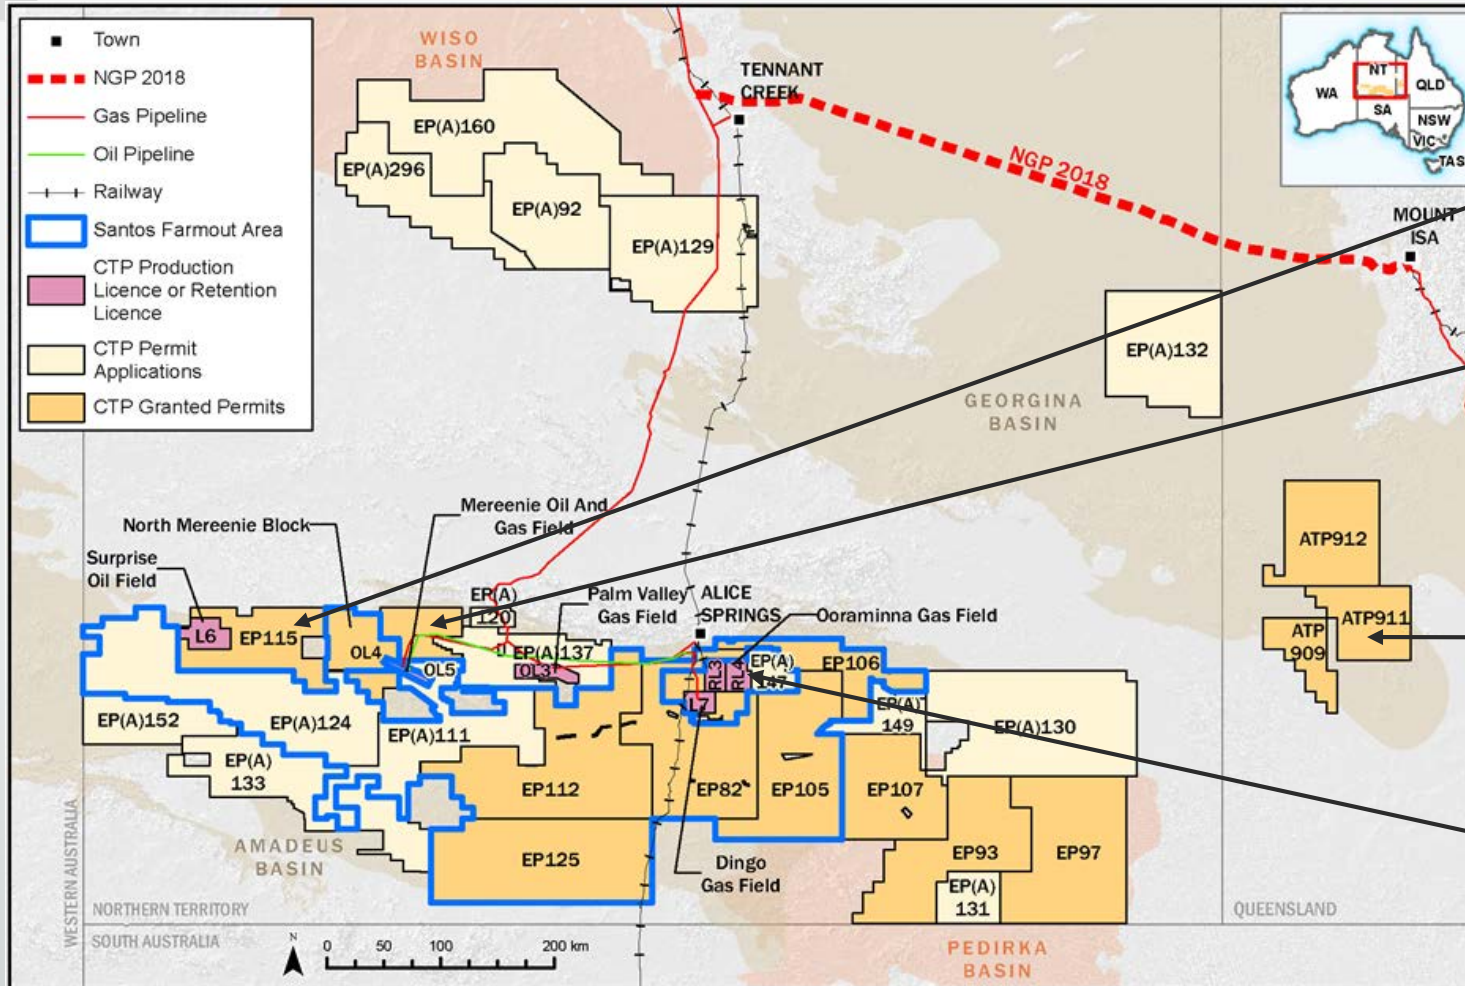 Town
NGP 2018
Gas Pipeline
Oil Pipeline
Railway
Santos Farmout Area
CTP Production
Licence or Retention
Licence
CTP Permit
Applications
CTP Granted Permits
WISO
BASIN
TENNANT
CREEK
NGP 2018
MOUNT
ISA
WA
NT
QLD
SA
NSW
VIC
TAS
EP(A)160
EP(A)296
EP(A)92
EP(A)129
EP(A)132
GEORGINA
BASIN
Mereenie Oil And
Gas Field
North Mereenie Block
Surprise
Oil Field
EP(A)
120
Palm Valley
Gas Field
ALICE
SPRINGS
Ooraminna Gas Field
ATP912
ATP911
ATP
909
L6
EP115
OL4
OL5
EP(A)137
OL3
RL3
RL4
EP(A)
147
EP106
L7
EP(A)
149
EP(A)130
EP(A)152
EP(A)124
EP(A)111
EP(A)
133
EP112
EP82
EP105
EP107
EP125
EP93
EP97
EP(A)
131
Dingo
Gas Field
AMADEUS
BASIN
WESTERN AUSTRALIA
NORTHERN TERRITORY
SOUTH AUSTRALIA
QUEENSLAND
PEDIRKA
BASIN
N
0 50 100 200 km